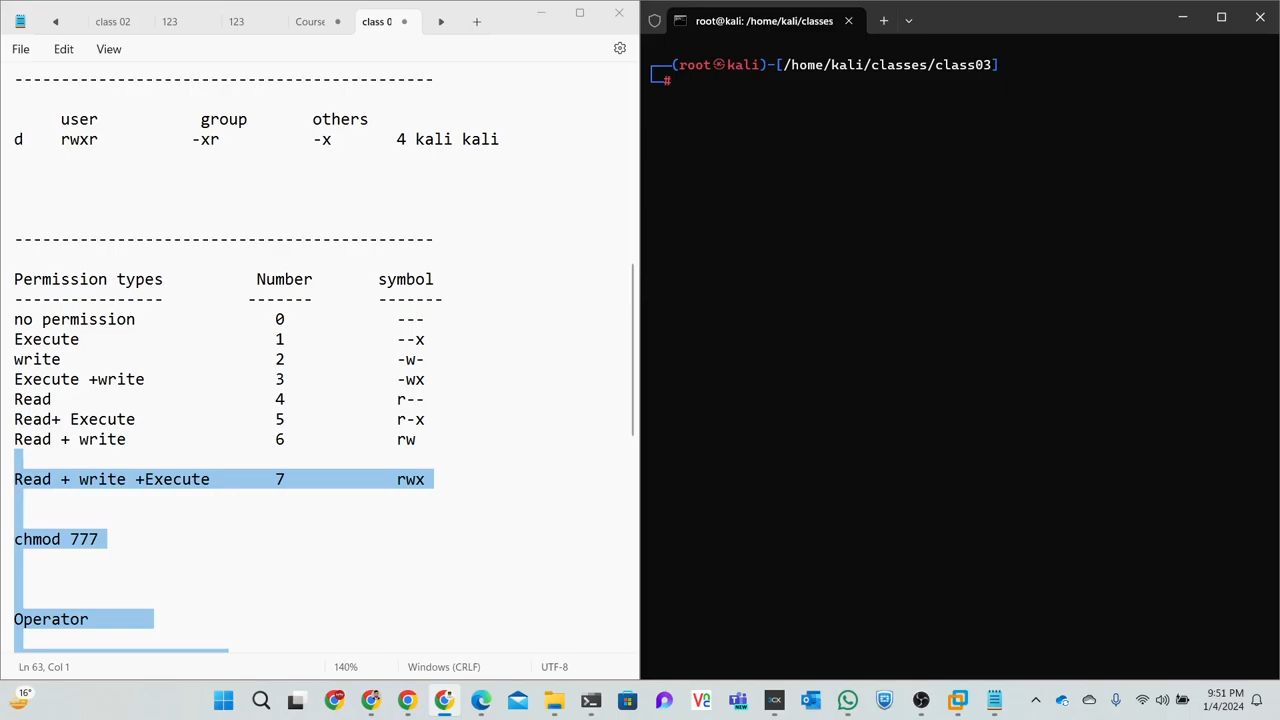 class 02 123 123 Course class 0
File Edit View
---------------------------------------------
user group others
d rwxr -xr -x 4 kali kali
---------------------------------------------
Permission types Number symbol
---------------- ------- -------
no permission 0 ---
Execute 1 --x
write 2 -w-
Execute +write 3 -wx
Read 4 r--
Read+ Execute 5 r-x
Read + write 6 rw
Read + write +Execute 7 rwx
chmod 777
Operator
Ln 63, Col 1 140% Windows (CRLF) UTF-8
root@kali: /home/kali/classes
(root㉿kali)-[/home/kali/classes/class03]
#
16°
9:51 PM
1/4/2024